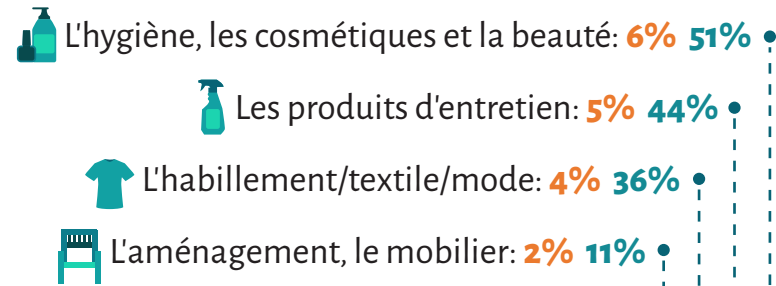 L'hygiène, les cosmétiques et la beauté: 6% 51%
Les produits d'entretien: 5% 44%
L'habillement/textile/mode: 4% 36%
L'aménagement, le mobilier: 2% 11%